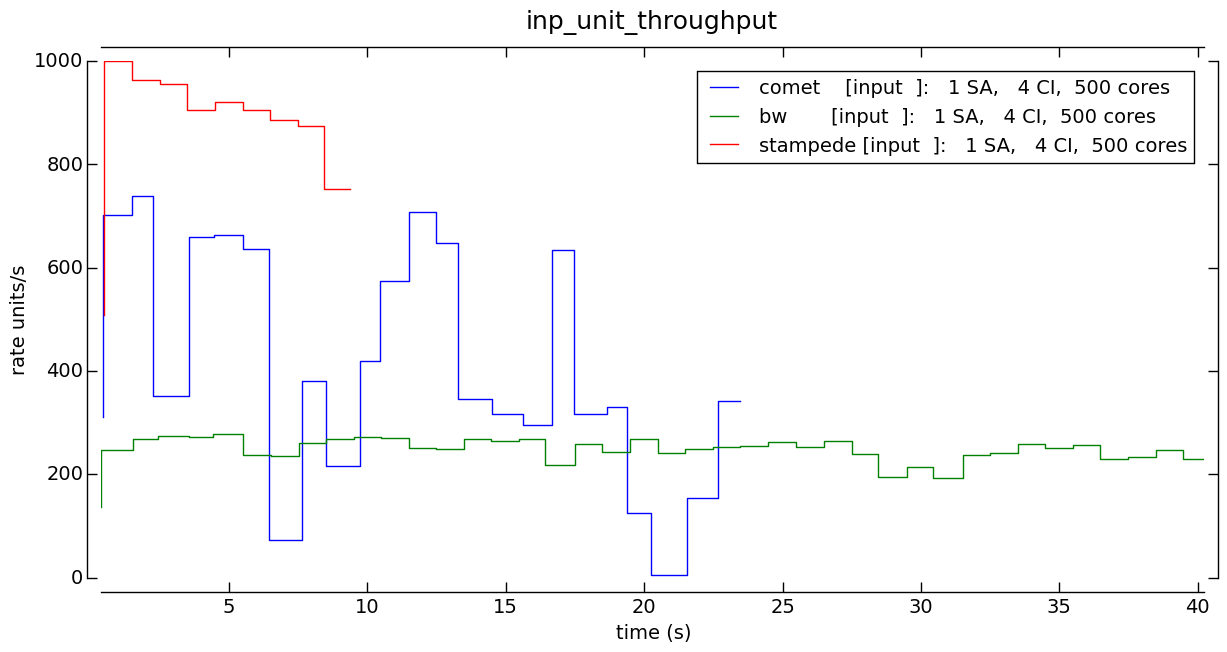 inp_unit_throughput
comet    [input  ]:   1 SA,   4 CI,  500 cores
bw       [input  ]:   1 SA,   4 CI,  500 cores
stampede [input  ]:   1 SA,   4 CI,  500 cores
rate units/s
1000
800
600
400
200
0
5 10 15 20 25 30 35 40
time (s)